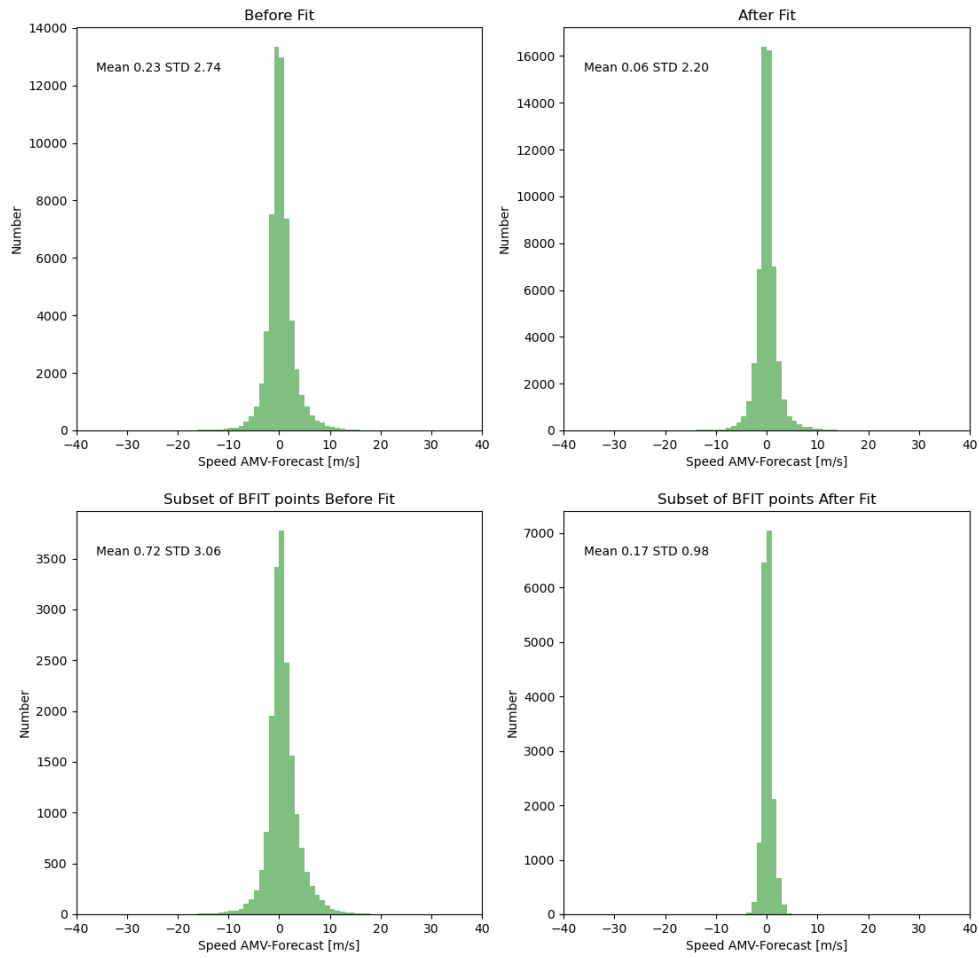 Before Fit
Mean 0.23 STD 2.74
Number
14000
12000
10000
8000
6000
4000
2000
0
−40 −30 −20 −10 0 10 20 30 40
Speed AMV-Forecast [m/s]
After Fit
Mean 0.06 STD 2.20
Number
16000
14000
12000
10000
8000
6000
4000
2000
0
−40 −30 −20 −10 0 10 20 30 40
Speed AMV-Forecast [m/s]
Subset of BFIT points Before Fit
Mean 0.72 STD 3.06
Number
3500
3000
2500
2000
1500
1000
500
0
−40 −30 −20 −10 0 10 20 30 40
Speed AMV-Forecast [m/s]
Subset of BFIT points After Fit
Mean 0.17 STD 0.98
Number
7000
6000
5000
4000
3000
2000
1000
0
−40 −30 −20 −10 0 10 20 30 40
Speed AMV-Forecast [m/s]